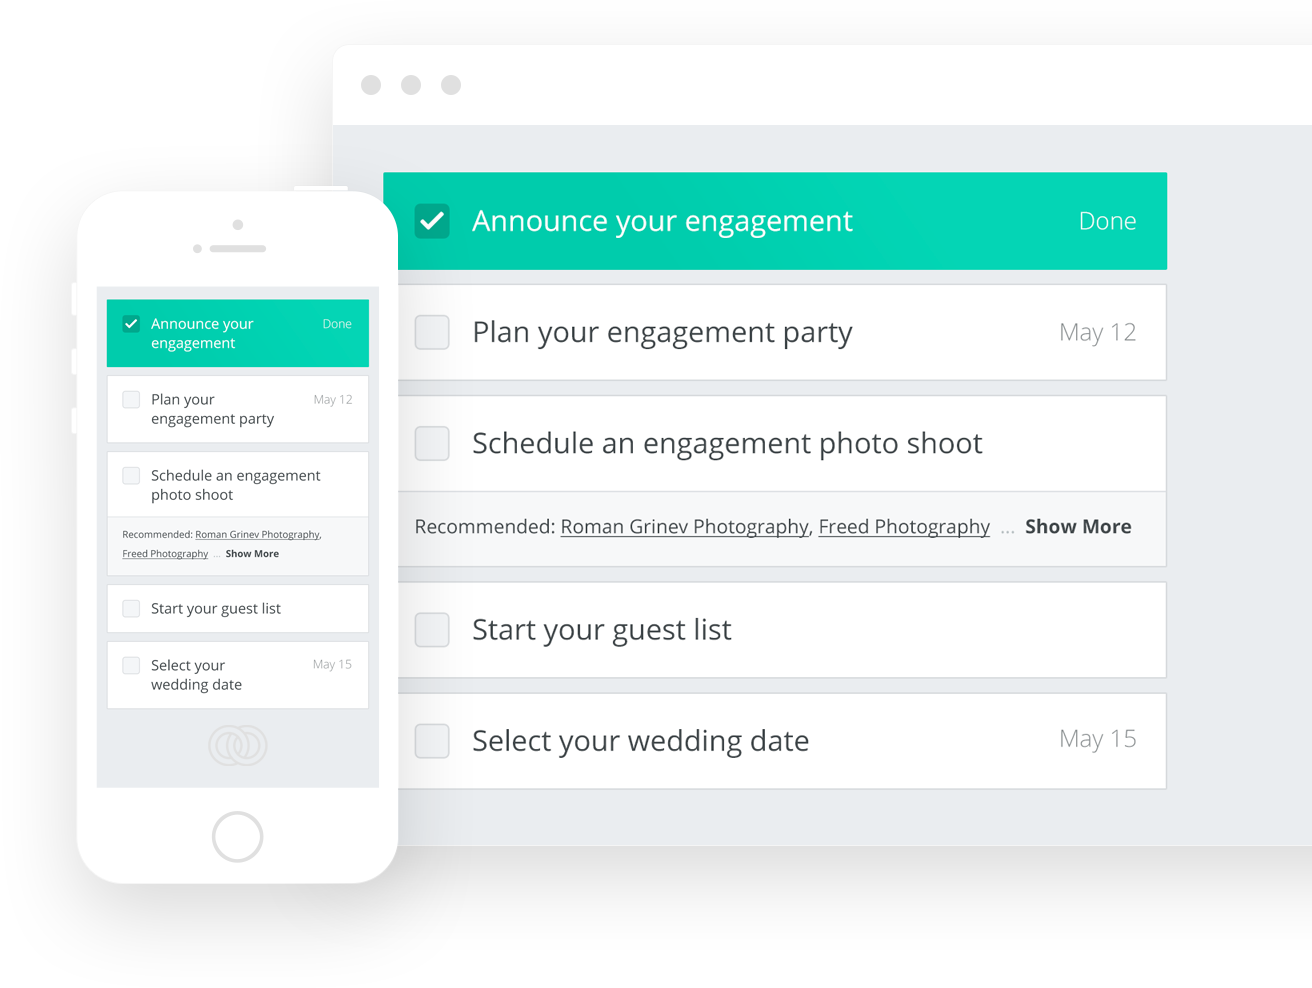 Announce your engagement Done
Plan your engagement party May 12
Schedule an engagement photo shoot
Recommended: Roman Grinev Photography, Freed Photography ... Show More
Start your guest list
Select your wedding date May 15
Announce your Done
engagement
Plan your May 12
engagement party
Schedule an engagement
photo shoot
Recommended: Roman Grinev Photography,
Freed Photography ... Show More
Start your guest list
Select your May 15
wedding date